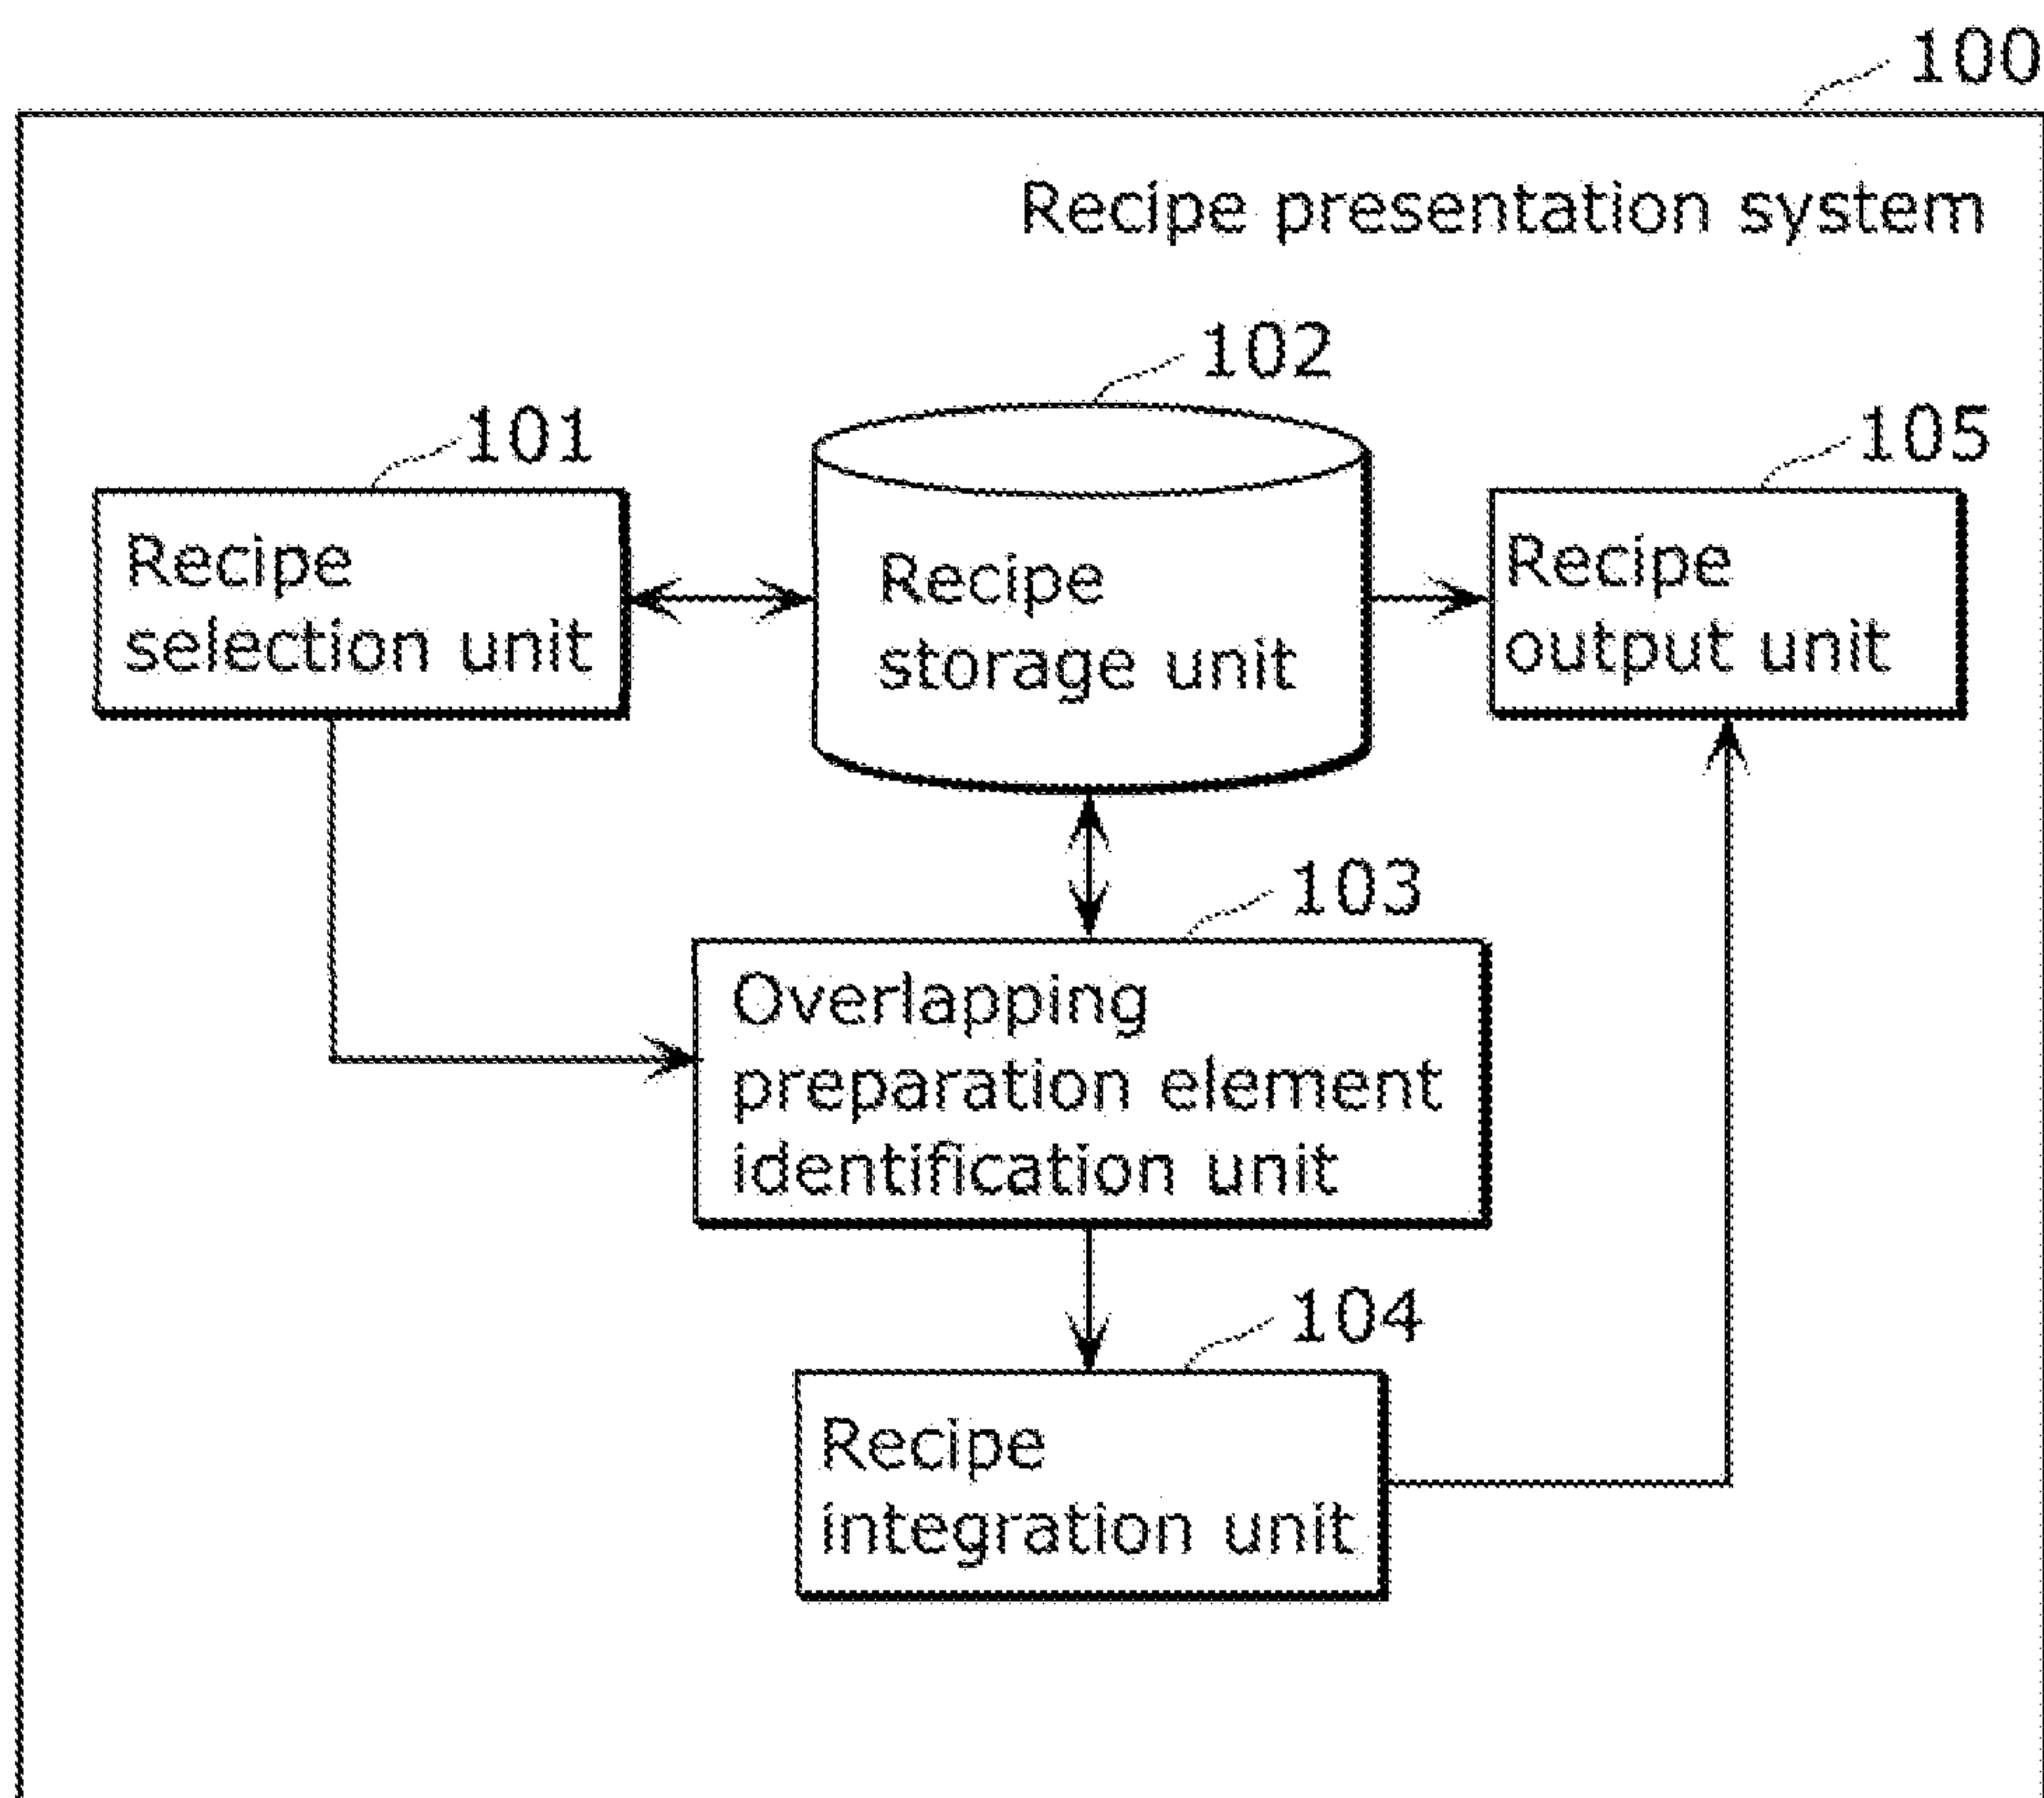 100
Recipe presentation system
102
101
105
Recipe
selection unit
Recipe
storage unit
Recipe
output unit
103
Overlapping
preparation element
identification unit
104
Recipe
integration unit